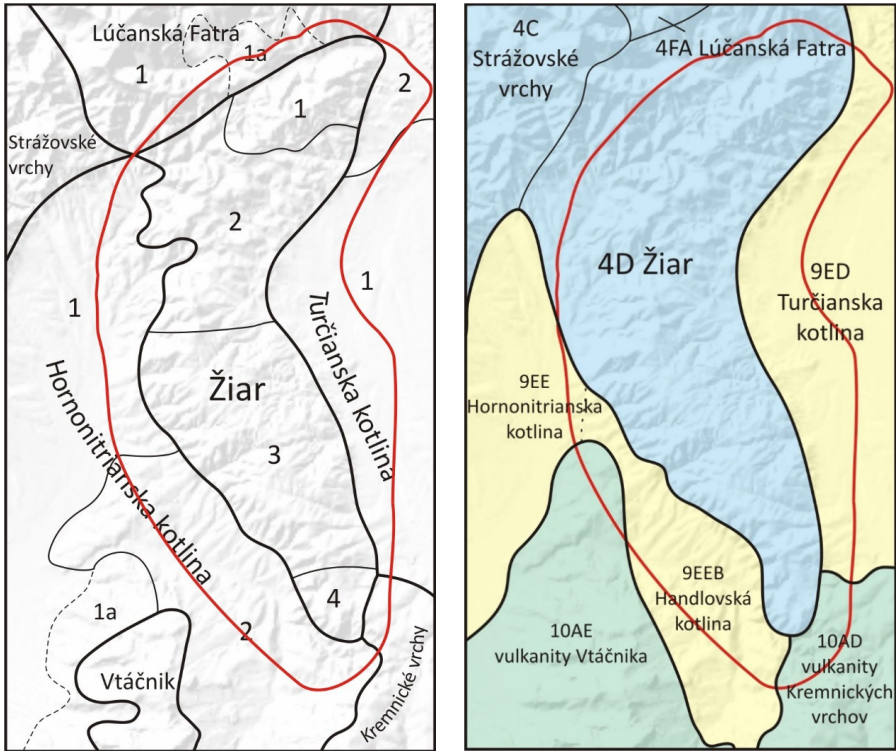 Lúčanská Fatra
1a
1
2
1
Strážovské
vrchy
2
1
1
Turčianska kotlina
Hornonitrianska kotlina
Žiar
3
4
1a
2
Vtáčnik
Kremnické vrchy
4C
Strážovské
vrchy
4FA Lúčanská Fatra
4D Žiar
9ED
Turčianska
kotlina
9EE
Hornonitrianska
kotlina
9EEB
Handlovská
kotlina
10AE
vulkanity Vtáčnika
10AD
vulkanity
Kremnických
vrchov